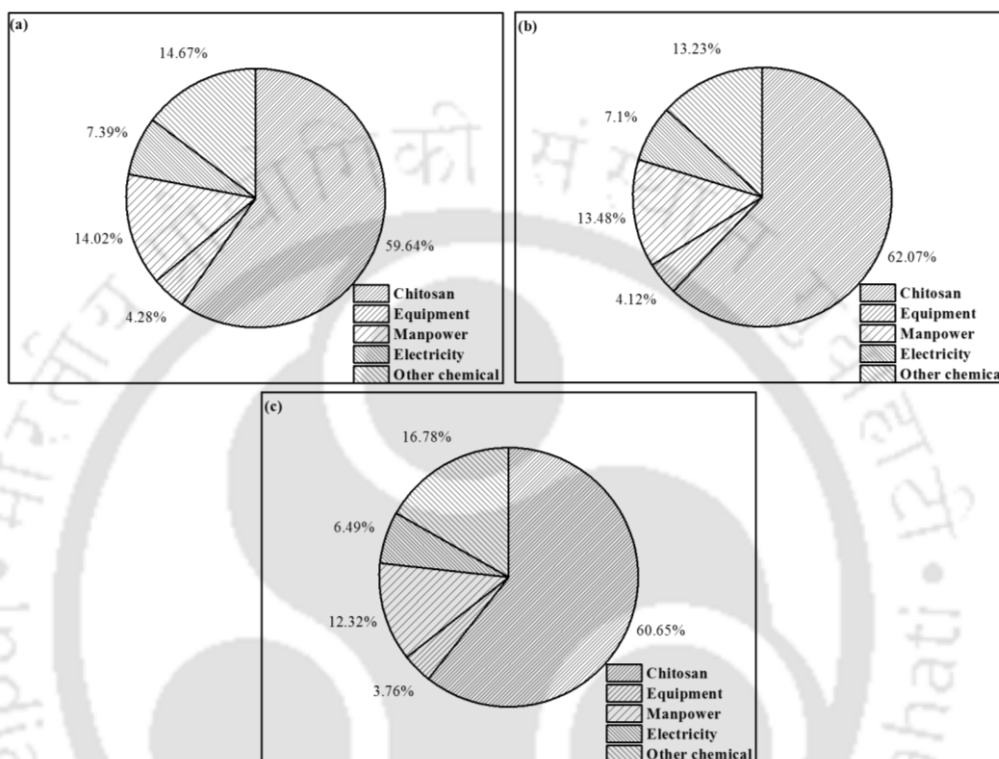 (a)
14.67%
7.39%
14.02%
4.28%
59.64%
Chitosan
Equipment
Manpower
Electricity
Other chemical
(b)
13.23%
7.1%
13.48%
4.12%
62.07%
Chitosan
Equipment
Manpower
Electricity
Other chemica
(c)
16.78%
6.49%
12.32%
3.76%
60.65%
Chitosan
Equipment
Manpower
Electricity
Other chemical